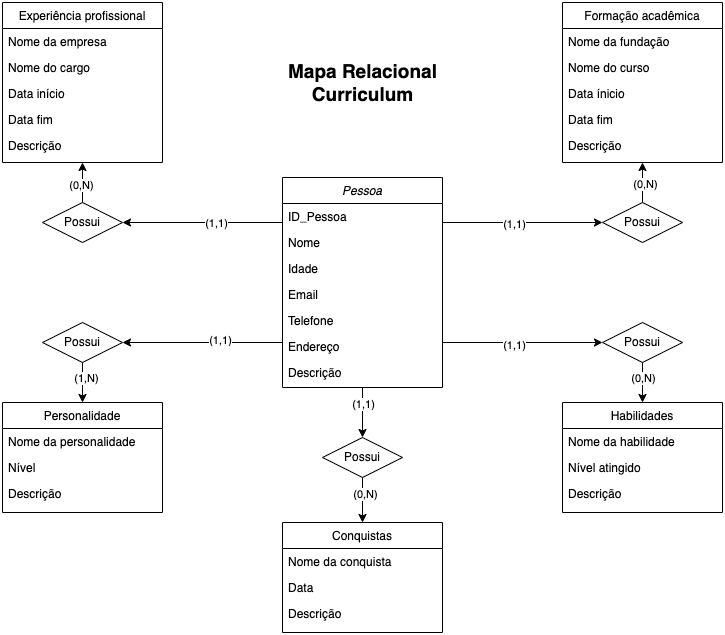 Experiência profissional
Nome da empresa
Nome do cargo
Data início
Data fim
Descrição
Mapa Relacional
Curriculum
Formação acadêmica
Nome da fundação
Nome do curso
Data ínicio
Data fim
Descrição
(0,N)
Possui
(1,1)
Pessoa
ID_Pessoa
Nome
Idade
Email
Telefone
Endereço
Descrição
(1,1)
(0,N)
Possui
Possui
(1,1)
(1,N)
(1,1)
Possui
(0,N)
Personalidade
Nome da personalidade
Nível
Descrição
(1,1)
Possui
(0,N)
Habilidades
Nome da habilidade
Nível atingido
Descrição
Conquistas
Nome da conquista
Data
Descrição